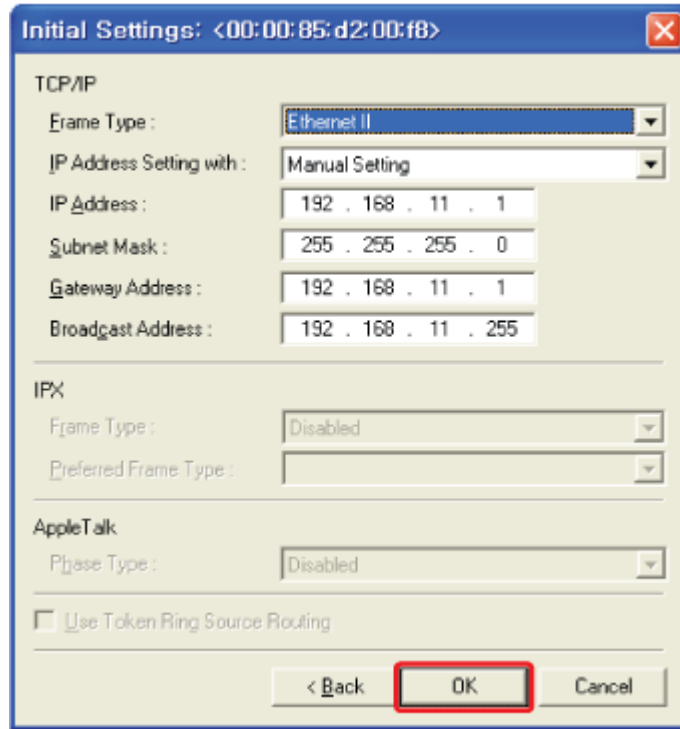 Initial Settings: <00:00:85:d2:00:f8>
TCP/IP
Frame Type : Ethernet II
IP Address Setting with : Manual Setting
IP Address : 192 . 168 . 11 . 1
Subnet Mask : 255 . 255 . 255 . 0
Gateway Address : 192 . 168 . 11 . 1
Broadcast Address : 192 . 168 . 11 . 255
IPX
Frame Type : Disabled
Preferred Frame Type :
AppleTalk
Phase Type : Disabled
Use Token Ring Source Routing
< Back OK Cancel